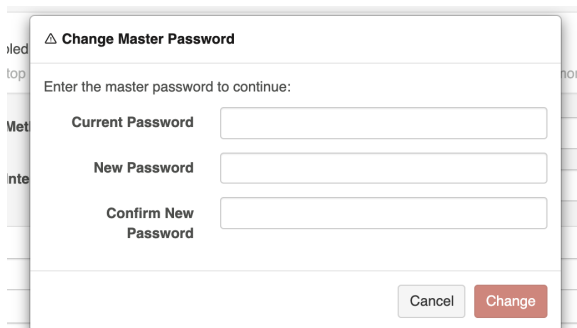 ⚠ Change Master Password
Enter the master password to continue:
Current Password
New Password
Confirm New
Password
Cancel Change